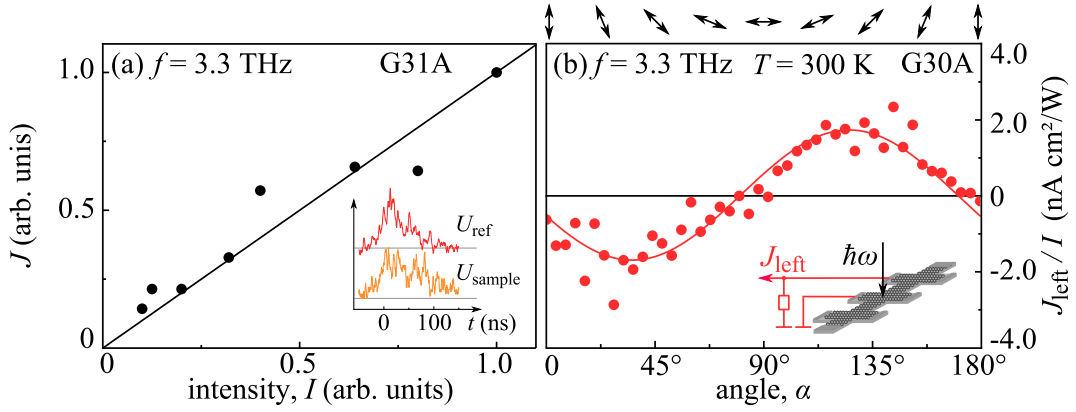 (a) f = 3.3 THz G31A
1.0
0.5
0
J (arb. unis)
0 0.5 1.0
intensity, I (arb. units)
U_ref
U_sample
0 100 t (ns)
(b) f = 3.3 THz T = 300 K G30A
4.0
2.0
0
-2.0
-4.0
J_left / I (nA cm²/W)
J_left
ħω
0 45° 90° 135° 180°
angle, α